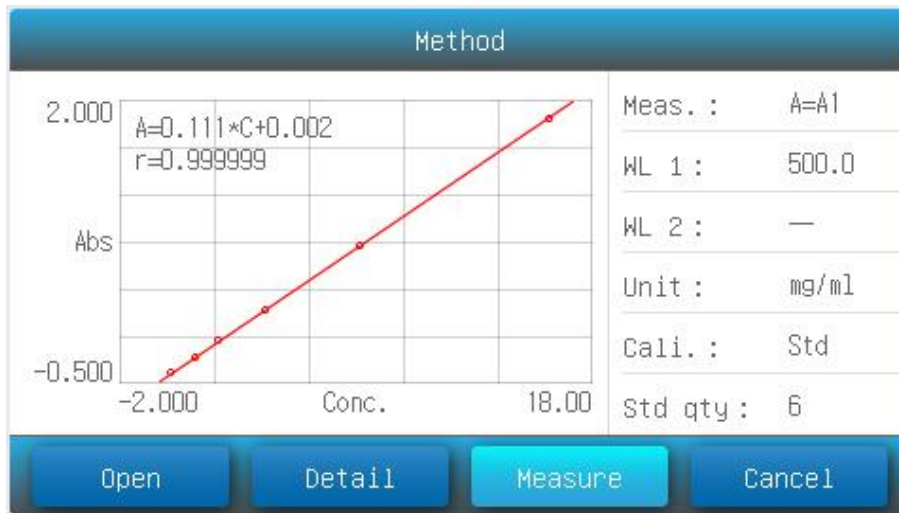 Method
2.000
A=0.111*C+0.002
r=0.999999
Abs
-0.500
-2.000 Conc. 18.00
Meas.: A=A1
WL 1: 500.0
WL 2: —
Unit: mg/ml
Cali.: Std
Std qty: 6
Open Detail Measure Cancel